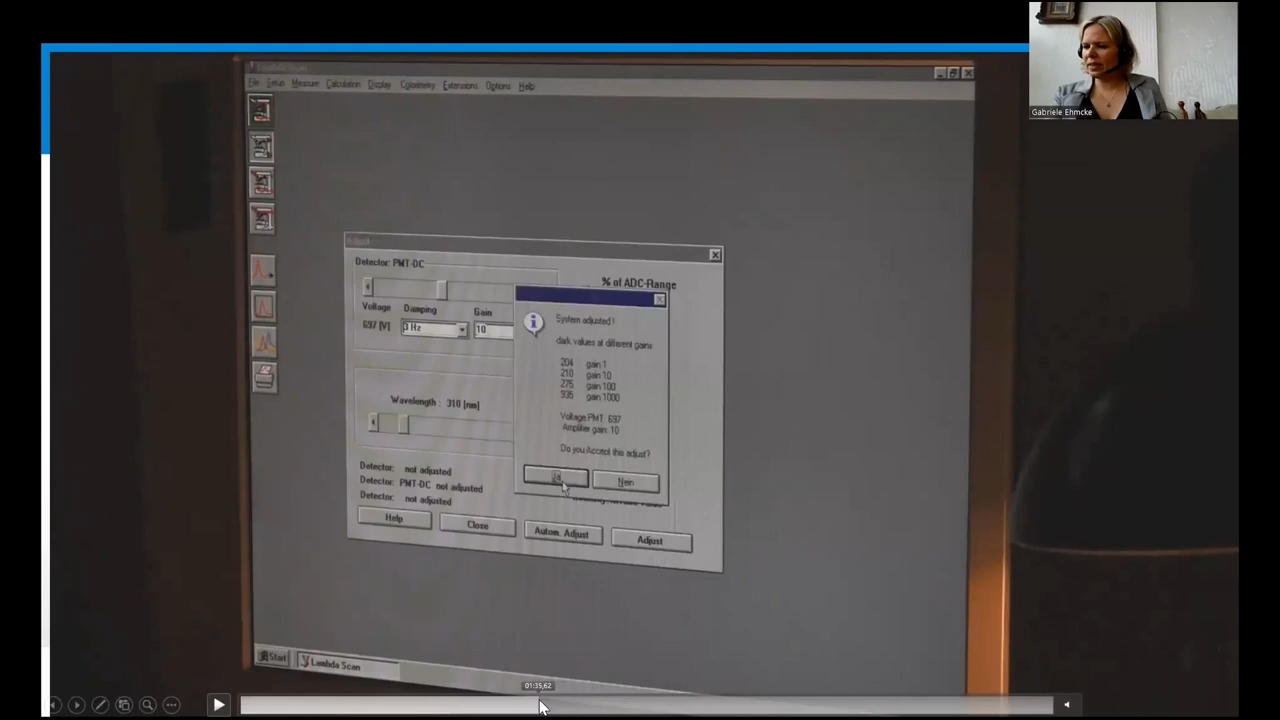 Gabriele Ehmcke
File Setup Measure Calculation Display Colorimetry Extensions Options Help
Adjust
Detector: PMT-DC
% of ADC-Range
Voltage Damping Gain
697 [V] 3 Hz 10
System adjusted !
dark values at different gains
204 gain 1
210 gain 10
275 gain 100
935 gain 1000
Voltage PMT 697
Amplifier gain: 10
Do you Accept this adjust?
Ja Nein
Wavelength : 310 [nm]
Detector: not adjusted
Detector: PMT-DC not adjusted
Detector: not adjusted
Help Close Autom. Adjust Adjust
Start Lambda Scan
01:35,62